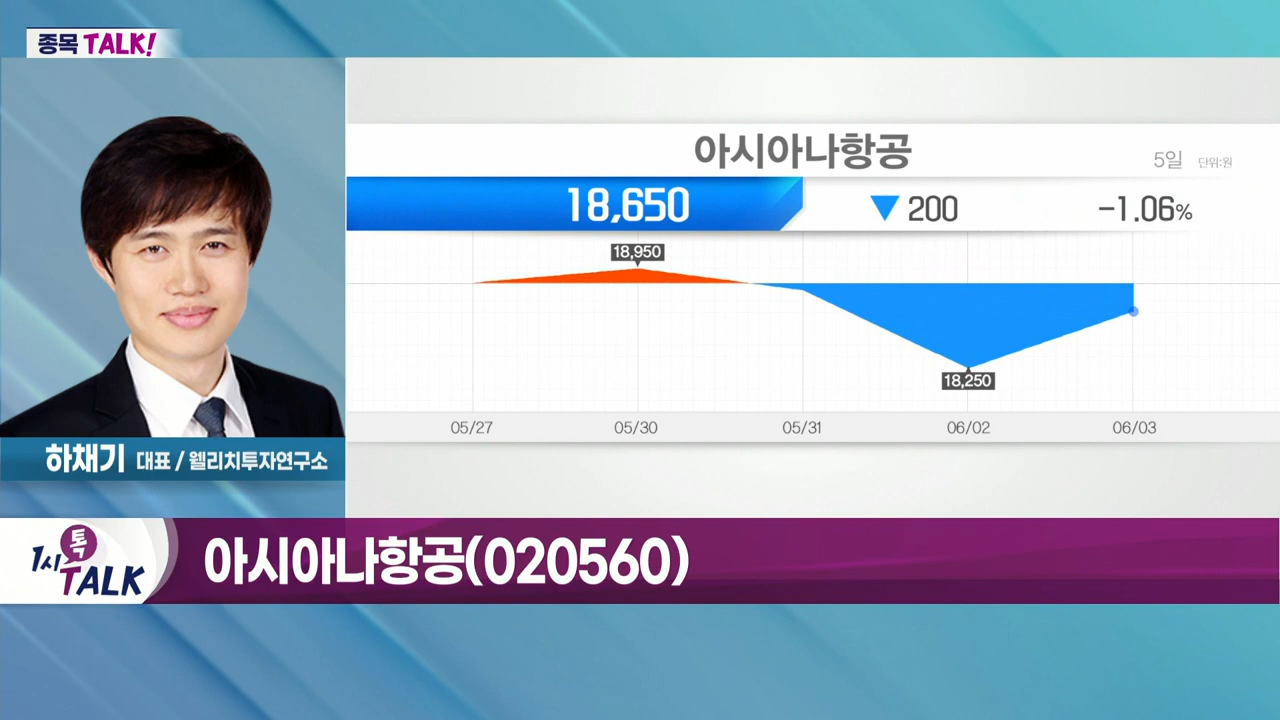 종목 TALK!
아시아나항공
5일 단위:원
18,650 ▼ 200 -1.06%
18,950
18,250
05/27 05/30 05/31 06/02 06/03
하채기 대표 / 웰리치투자연구소
1시 톡 TALK
아시아나항공(020560)